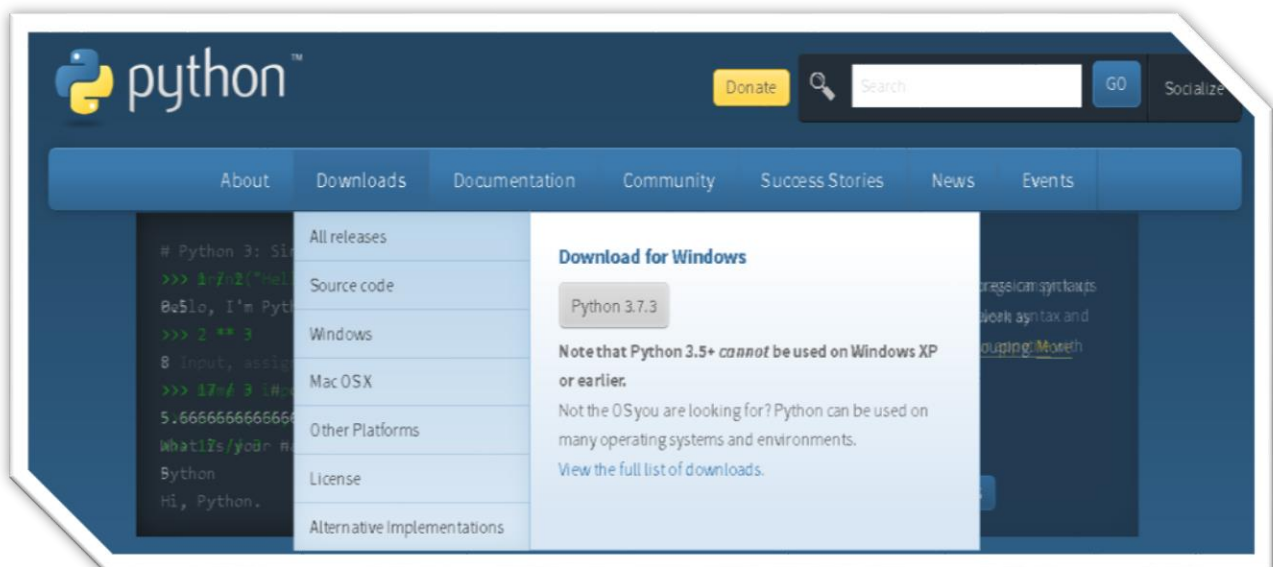 python™
Donate
Search
GO
Socialize
About
Downloads
Documentation
Community
Success Stories
News
Events
All releases
Source code
Windows
Mac OS X
Other Platforms
License
Alternative Implementations
Download for Windows
Python 3.7.3
Note that Python 3.5+ cannot be used on Windows XP
or earlier.
Not the OS you are looking for? Python can be used on
many operating systems and environments.
View the full list of downloads.
# Python 3:
>>>
I'm
>>> 2 ** 3
8 Input,
>>> 17 / 3
5.666666666666
Hi, Python.